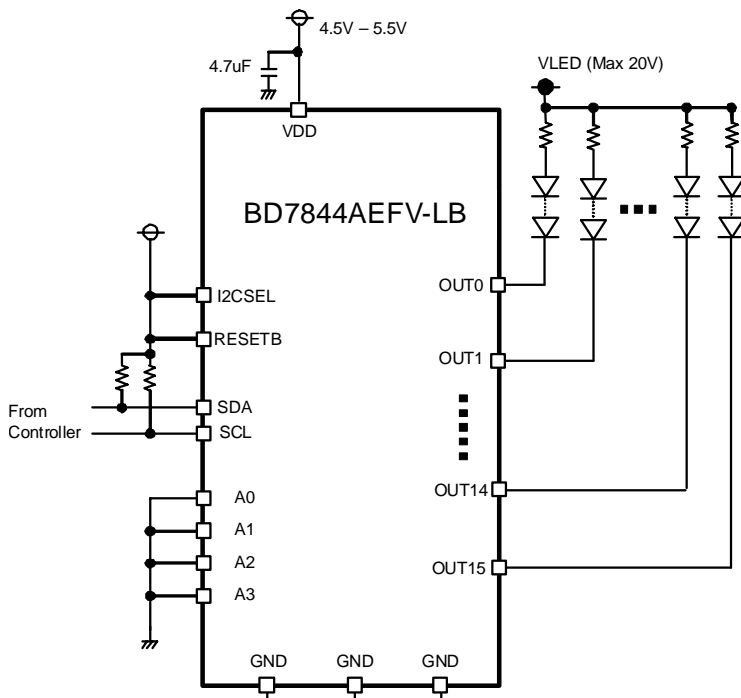 4.5V – 5.5V
4.7uF
VLED (Max 20V)
VDD
BD7844AEFV-LB
I2CSEL
OUT0
RESETB
OUT1
From
Controller
SDA
SCL
A0
OUT14
A1
A2
OUT15
A3
GND GND GND